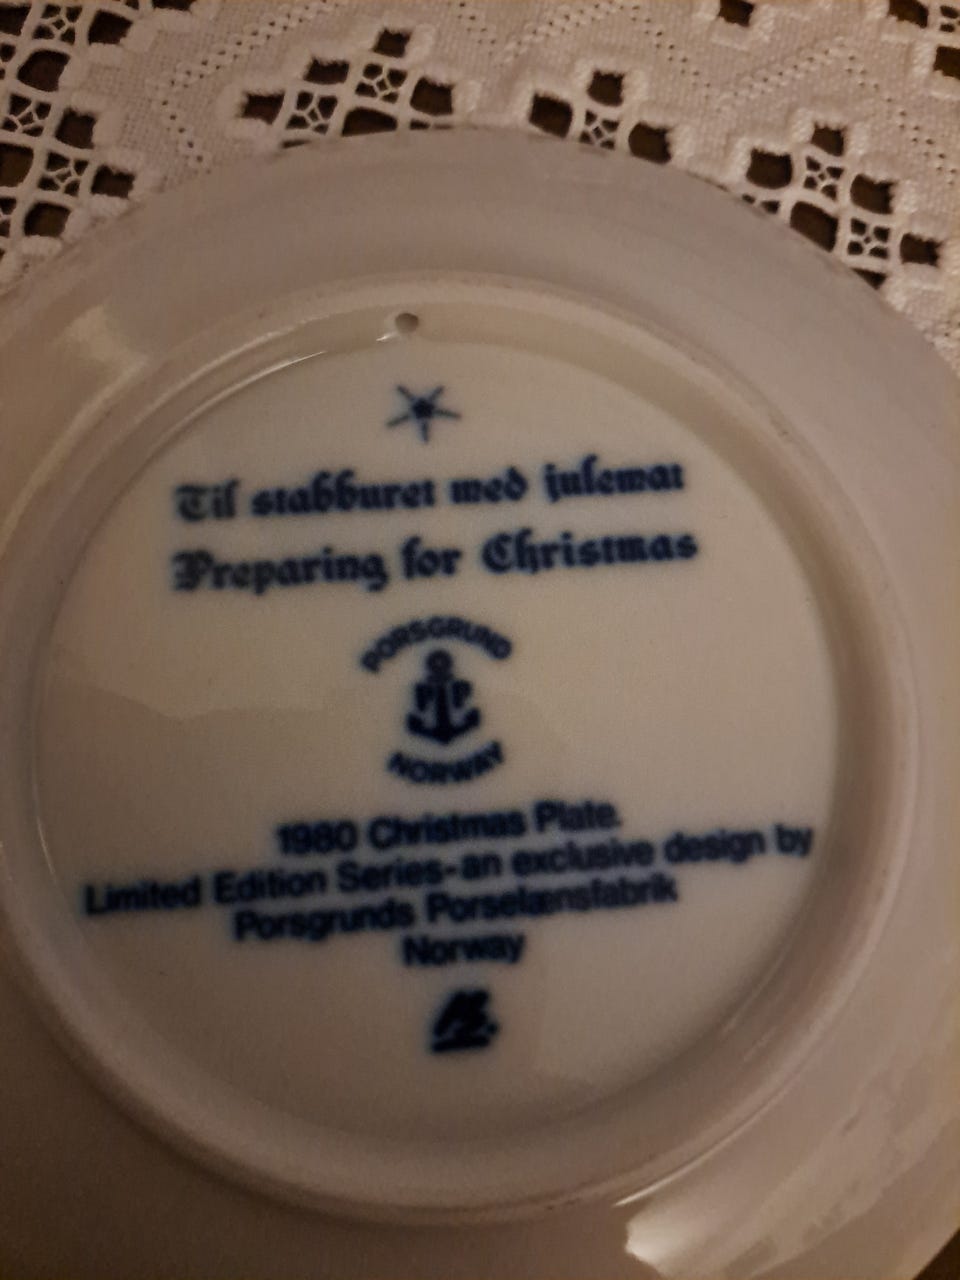 Til stabburet med julemat
Preparing for Christmas
PORSGRUND
PP
NORWAY
1980 Christmas Plate.
Limited Edition Series-an exclusive design by
Porsgrunds Porselænsfabrik
Norway